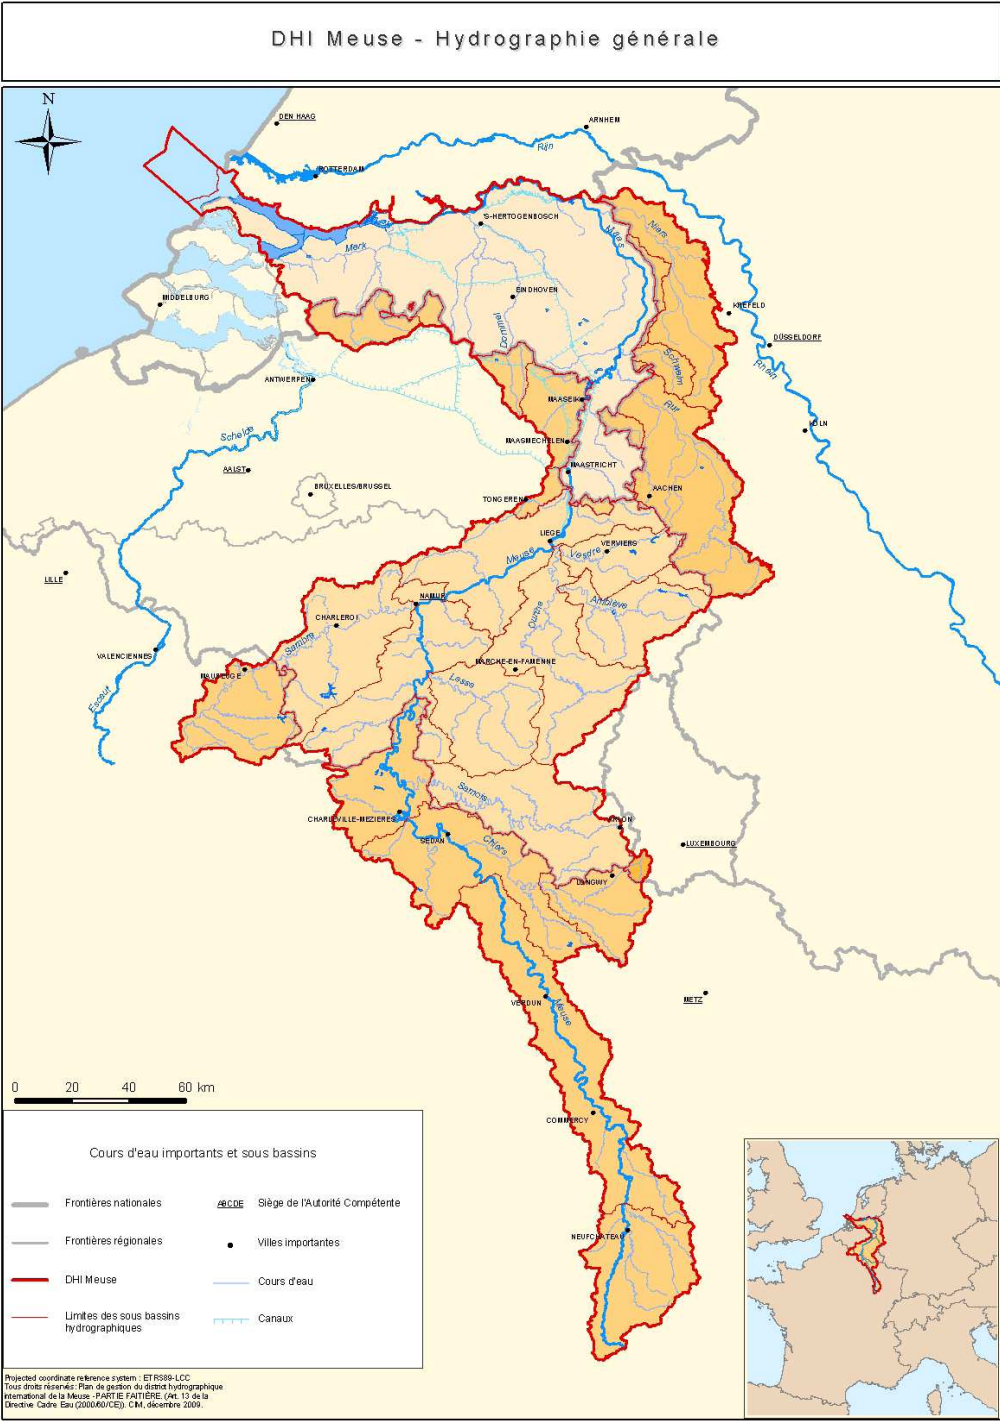 DHI Meuse - Hydrographie générale
N
DEN HAAG
ARNHEM
Rijn
ROTTERDAM
'S-HERTOGENBOSCH
Maas
Niers
Merk
MIDDELBURG
EINDHOVEN
KREFELD
Dommel
DÜSSELDORF
Schwalm
Rhein
ANTWERPEN
MAASEIK
Rur
Schelde
KÖLN
MAASMECHELEN
AALST
MAASTRICHT
BRUXELLES/BRUSSEL
AACHEN
TONGEREN
LIEGE
VERVIERS
Meuse
Vesdre
LILLE
NAMUR
Amblève
CHARLEROI
Ourthe
Sambre
VALENCIENNES
MARCHE-EN-FAMENNE
MAUBEUGE
Lesse
Escaut
Semois
CHARLEVILLE-MEZIERES
ARLON
SEDAN
Chiers
LUXEMBOURG
LONGWY
VERDUN
Meuse
METZ
0 20 40 60 km
COMMERCY
NEUFCHATEAU
Cours d'eau importants et sous bassins
Frontières nationales
ABCDE Siège de l'Autorité Compétente
Frontières régionales
Villes importantes
DHI Meuse
Cours d'eau
Limites des sous bassins
hydrographiques
Canaux
Projected coordinate reference system : ETRS89-LCC
Tous droits réservés: Plan de gestion du district hydrographique
international de la Meuse -PARTIE FAITIÈRE. (Art. 13 de la
Directive Cadre Eau (2000/60/CE)). CIM, décembre 2009.